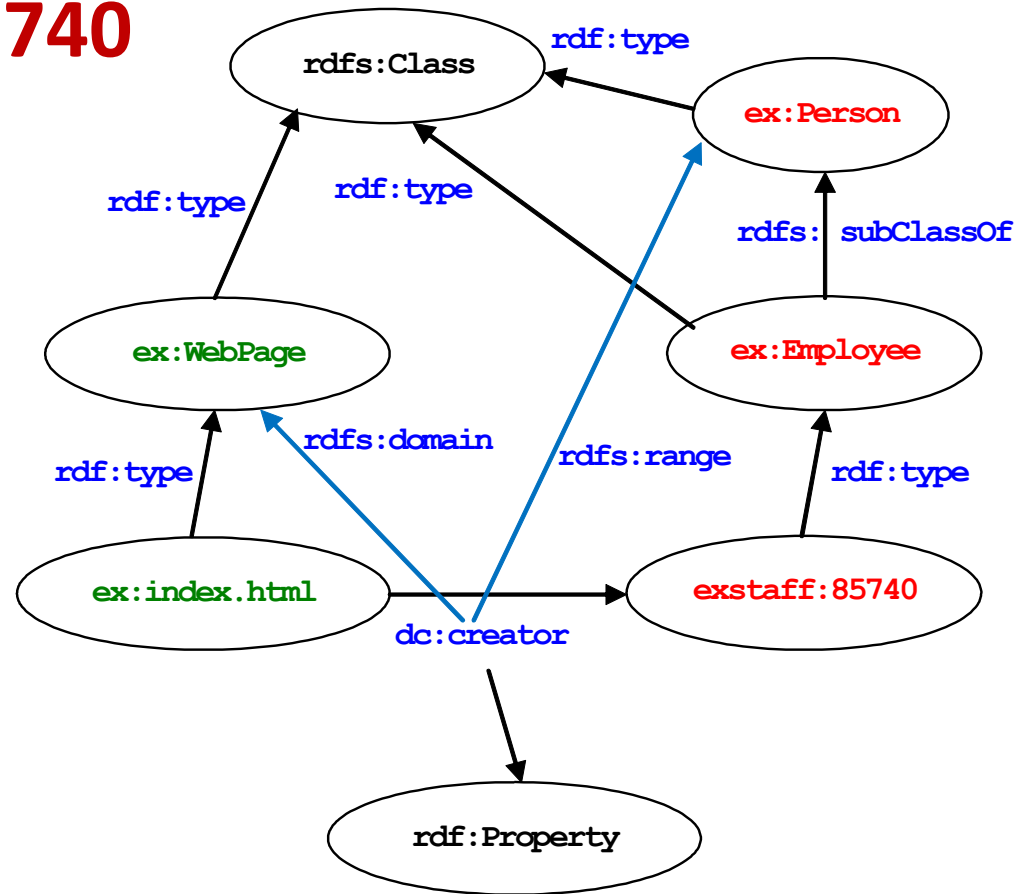 740
rdf:type
rdfs:Class
ex:Person
rdf:type
rdf:type
rdfs: subClassOf
ex:WebPage
ex:Employee
rdfs:domain
rdfs:range
rdf:type
rdf:type
ex:index.html
exstaff:85740
dc:creator
rdf:Property